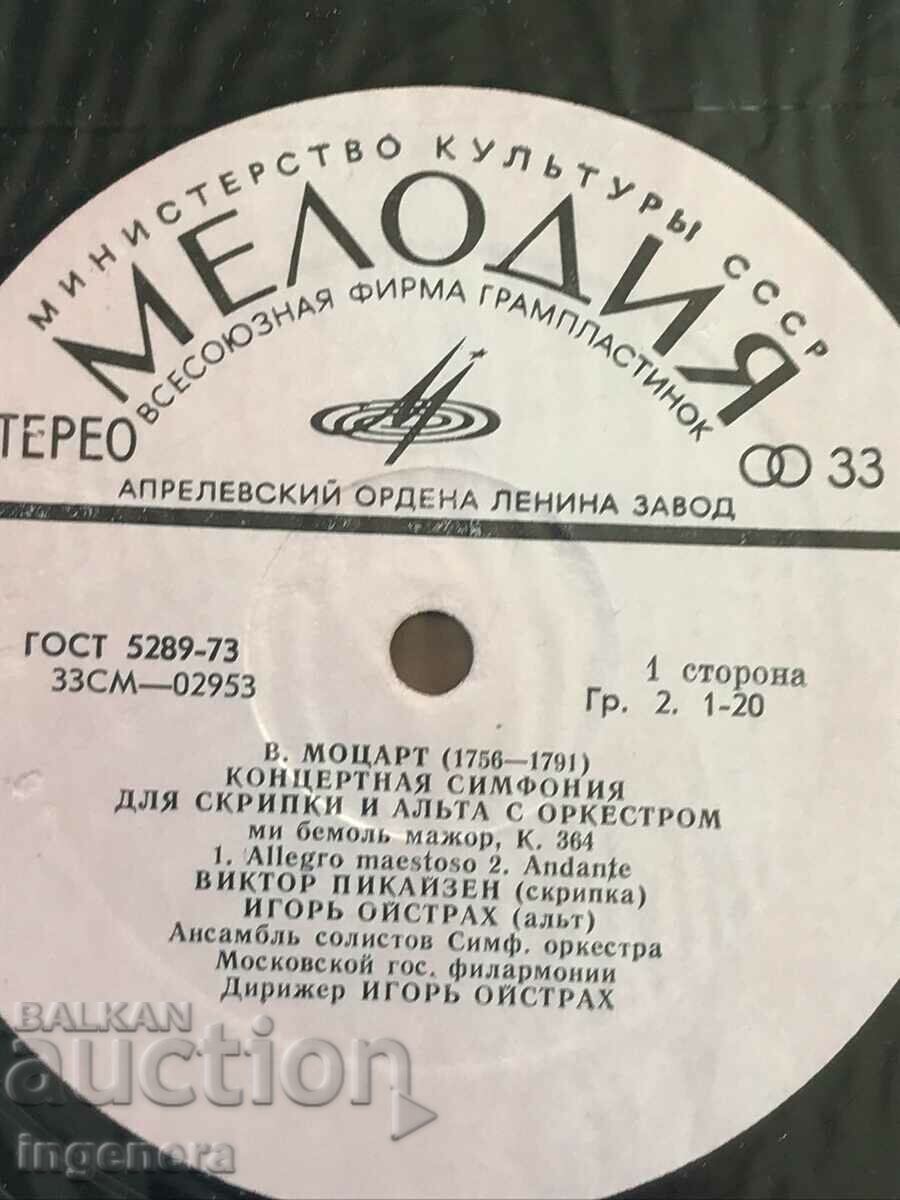 МИНИСТЕРСТВО КУЛЬТУРЫ СССР
МЕЛОДИЯ
ВСЕСОЮЗНАЯ ФИРМА ГРАМПЛАСТИНОК
ТЕРЕО
33
АПРЕЛЕВСКИЙ ОРДЕНА ЛЕНИНА ЗАВОД
ГОСТ 5289-73
33СМ—02953
1 сторона
Гр. 2. 1-20
В. МОЦАРТ (1756—1791)
КОНЦЕРТНАЯ СИМФОНИЯ
ДЛЯ СКРИПКИ И АЛЬТА С ОРКЕСТРОМ
ми бемоль мажор, К. 364
1. Allegro maestoso 2. Andante
ВИКТОР ПИКАЙЗЕН (скрипка)
ИГОРЬ ОЙСТРАХ (альт)
Ансамбль солистов Симф. оркестра
Московской гос. филармонии
Дирижер ИГОРЬ ОЙСТРАХ
BALKAN
auction
ingenera